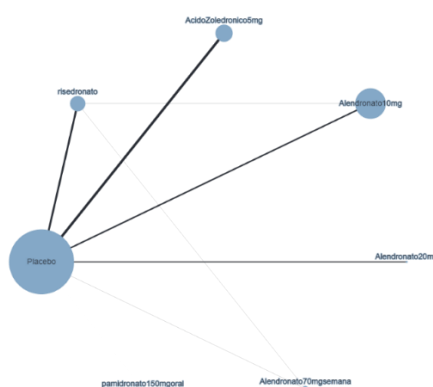 AcidoZoledronico5mg
risedronato
Alendronato10mg
Placebo
Alendronato20m
Alendronato70mgsemana
pamidronato150mgoral